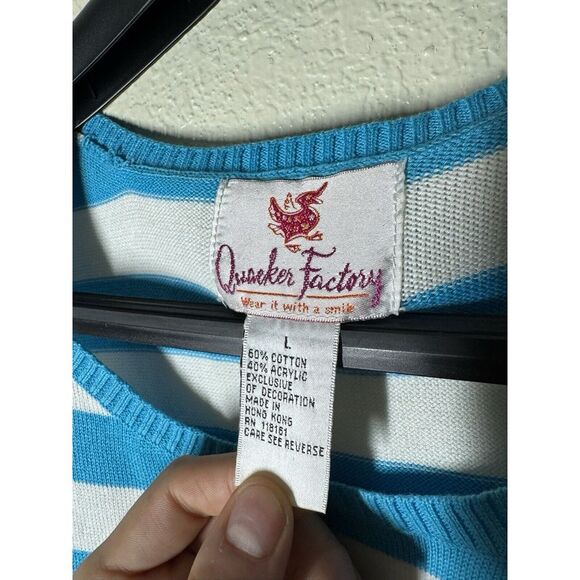 Quacker Factory
Wear it with a smile
L
60% COTTON
40% ACRYLIC
EXCLUSIVE
OF DECORATION
MADE IN
HONG KONG
RN 118161
CARE SEE REVERSE